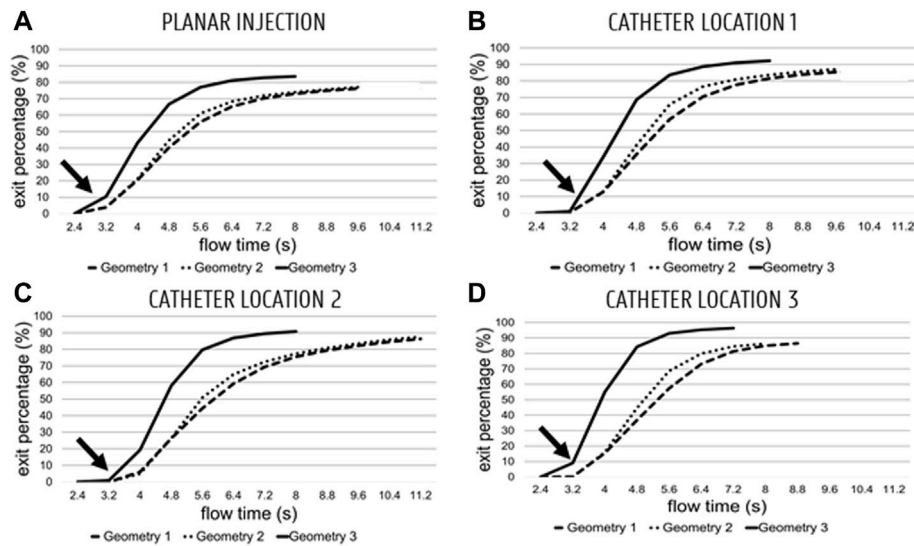 A PLANAR INJECTION
exit percentage (%)
100
90
80
70
60
50
40
30
20
10
0
2.4 3.2 4 4.8 5.6 6.4 7.2 8 8.8 9.6 10.4 11.2
flow time (s)
Geometry 1 Geometry 2 Geometry 3
B CATHETER LOCATION 1
exit percentage (%)
100
90
80
70
60
50
40
30
20
10
0
2.4 3.2 4 4.8 5.6 6.4 7.2 8 8.8 9.6 10.4 11.2
flow time (s)
Geometry 1 Geometry 2 Geometry 3
C CATHETER LOCATION 2
exit percentage (%)
100
90
80
70
60
50
40
30
20
10
0
2.4 3.2 4 4.8 5.6 6.4 7.2 8 8.8 9.6 10.4 11.2
flow time (s)
Geometry 1 Geometry 2 Geometry 3
D CATHETER LOCATION 3
exit percentage (%)
100
90
80
70
60
50
40
30
20
10
0
2.4 3.2 4 4.8 5.6 6.4 7.2 8 8.8 9.6 10.4 11.2
flow time (s)
Geometry 1 Geometry 2 Geometry 3